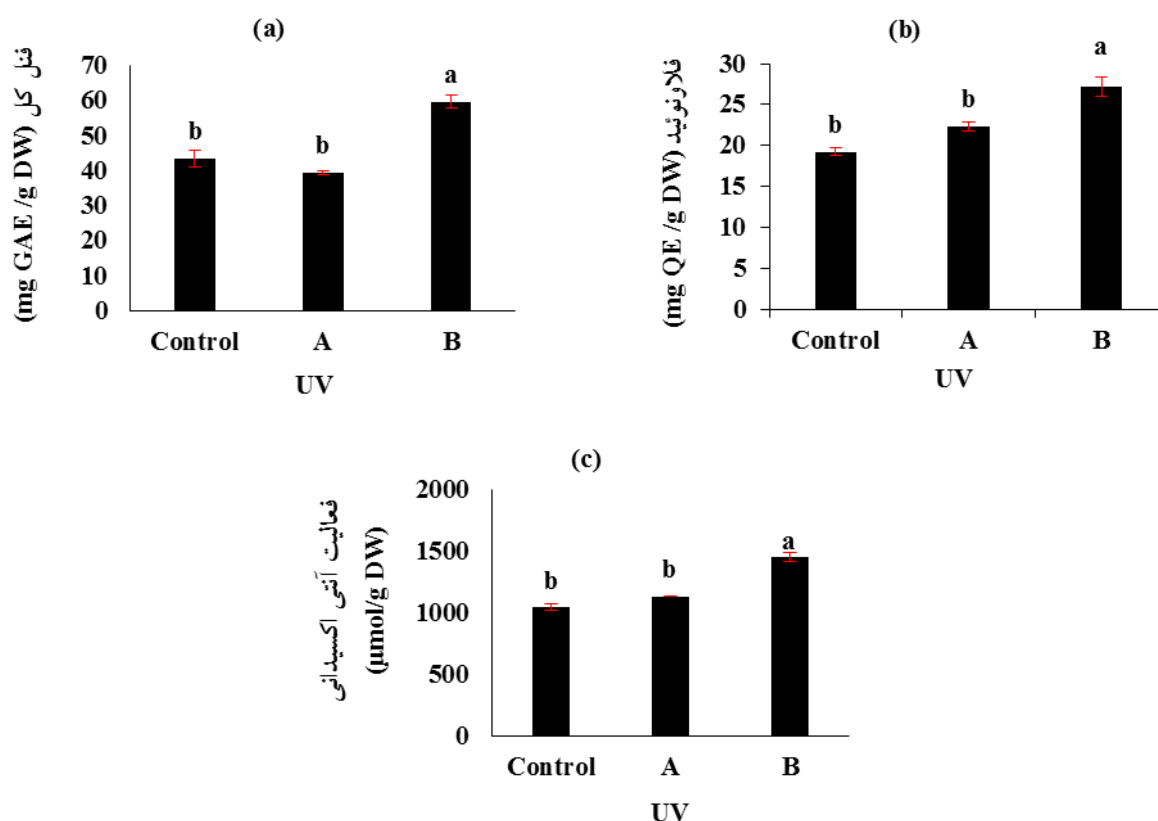 (a)
فنل کل (mg GAE /g DW)
70
60
50
40
30
20
10
0
b
b
a
Control A B
UV
(b)
فلاونوئید (mg QE /g DW)
30
25
20
15
10
5
0
b
b
a
Control A B
UV
(c)
فعالیت آنتی اکسیدانی
(µmol/g DW)
2000
1500
1000
500
0
b
b
a
Control A B
UV